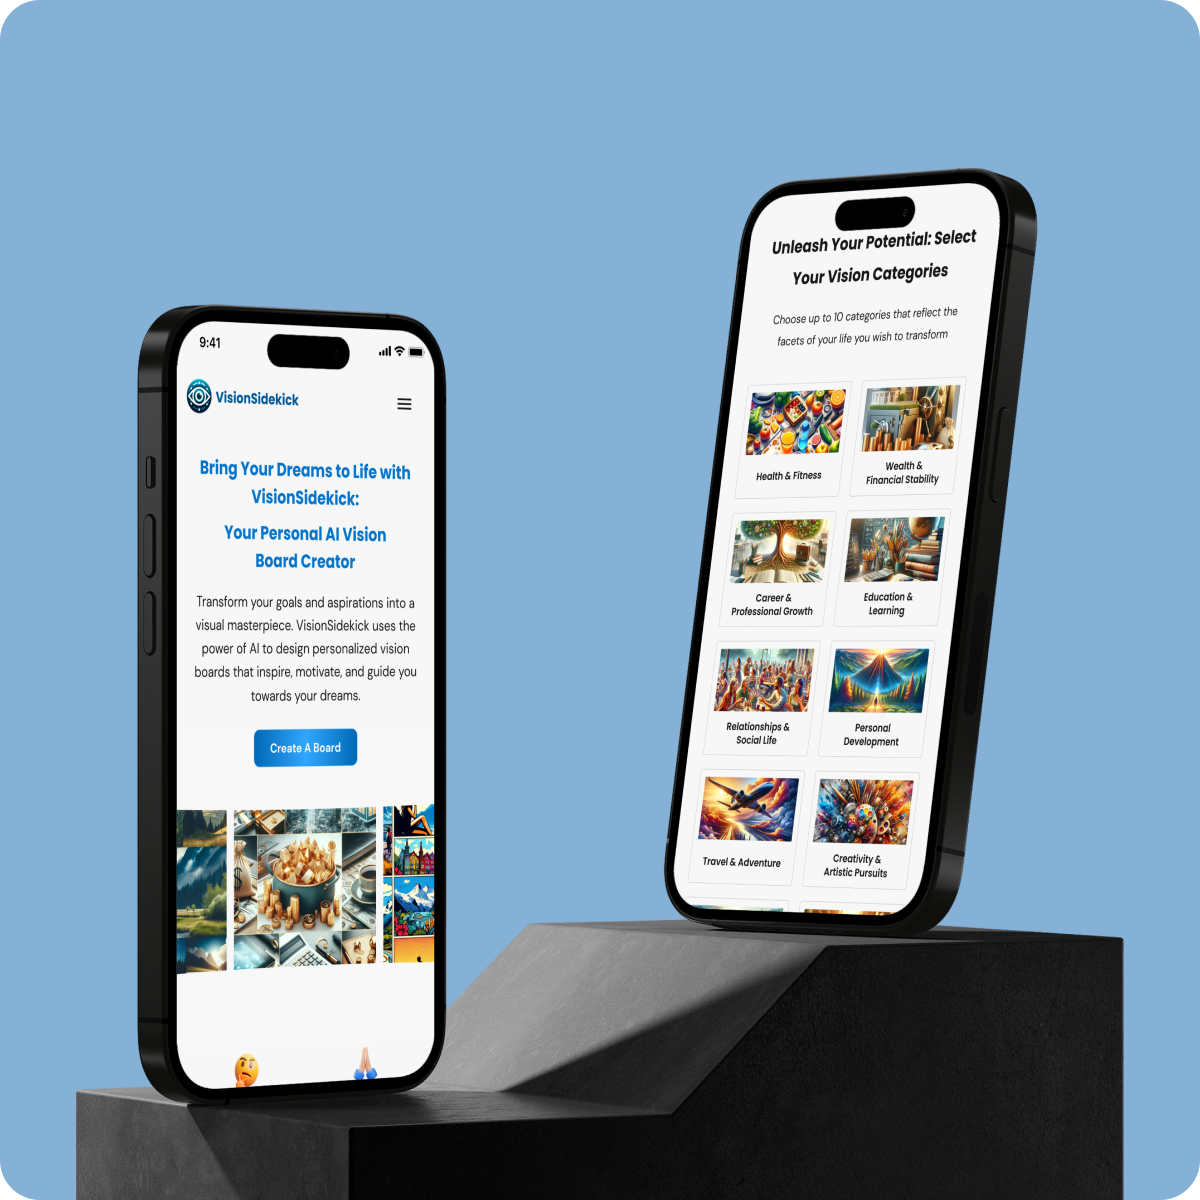 9:41
VisionSidekick
Bring Your Dreams to Life with
VisionSidekick:
Your Personal AI Vision
Board Creator
Transform your goals and aspirations into a
visual masterpiece. VisionSidekick uses the
power of AI to design personalized vision
boards that inspire, motivate, and guide you
towards your dreams.
Create A Board
Unleash Your Potential: Select
Your Vision Categories
Choose up to 10 categories that reflect the
facets of your life you wish to transform
Health & Fitness
Wealth &
Financial Stability
Career &
Professional Growth
Education &
Learning
Relationships &
Social Life
Personal
Development
Travel & Adventure
Creativity &
Artistic Pursuits